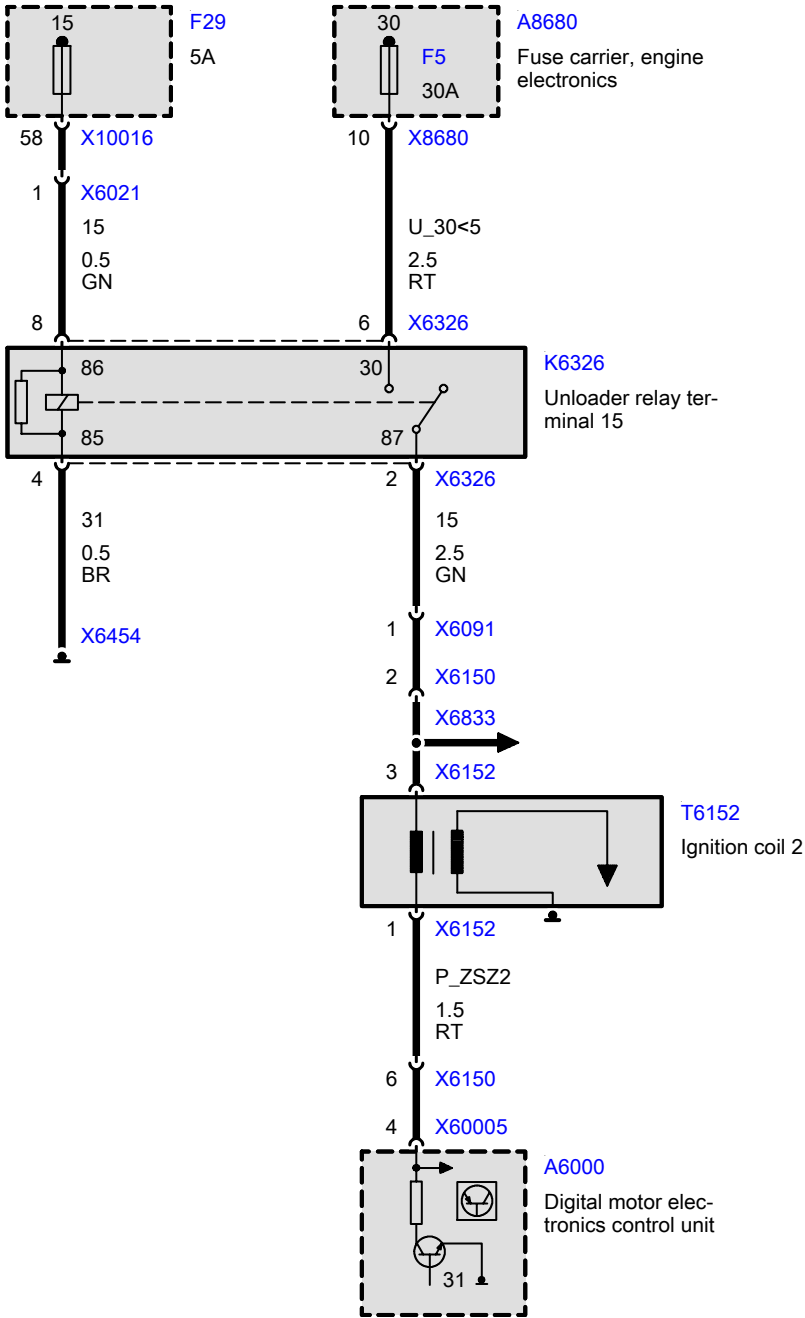 15
F29
30
A8680
5A
F5
Fuse carrier, engine
electronics
30A
58
X10016
10
X8680
1
X6021
15
U_30<5
0.5
GN
2.5
RT
8
6
X6326
86
30
K6326
Unloader relay ter-
minal 15
85
87
4
2
X6326
31
15
0.5
BR
2.5
GN
X6454
1
X6091
2
X6150
X6833
3
X6152
T6152
Ignition coil 2
1
X6152
P_ZSZ2
1.5
RT
6
X6150
4
X60005
A6000
Digital motor elec-
tronics control unit
31